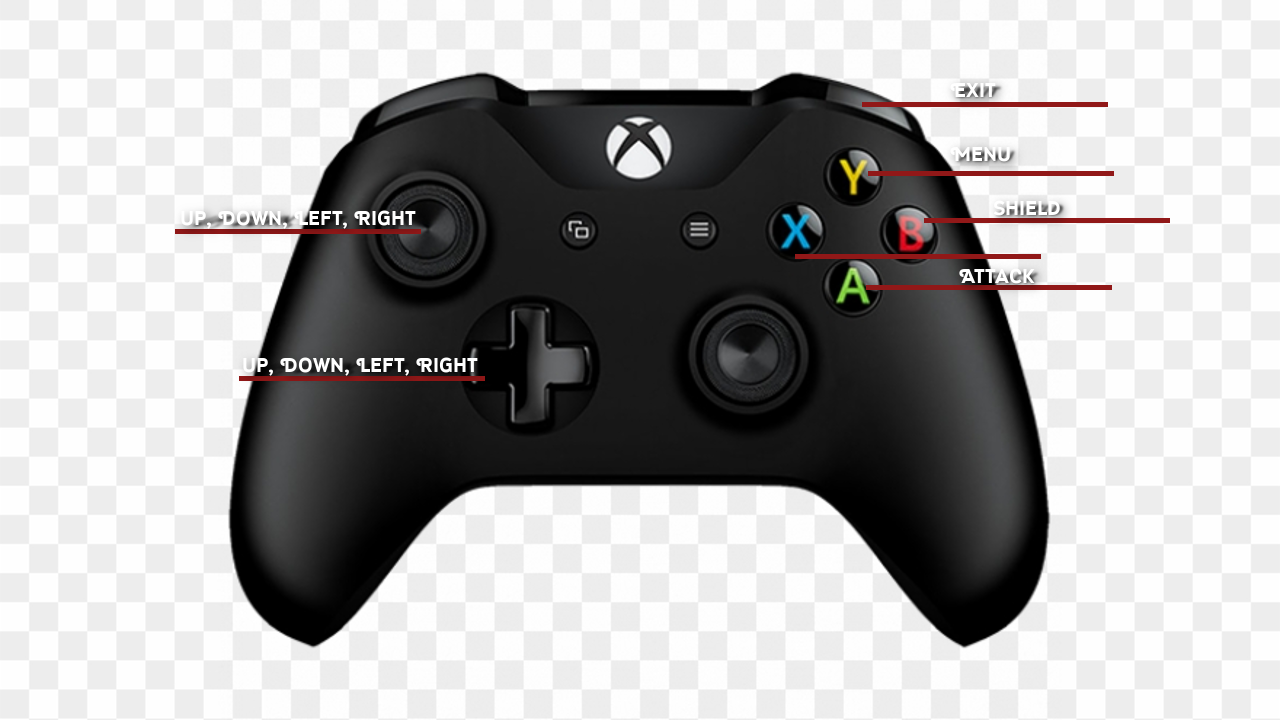 EXIT
MENU
Y
UP, DOWN, LEFT, RIGHT
SHIELD
X
B
ATTACK
A
UP, DOWN, LEFT, RIGHT